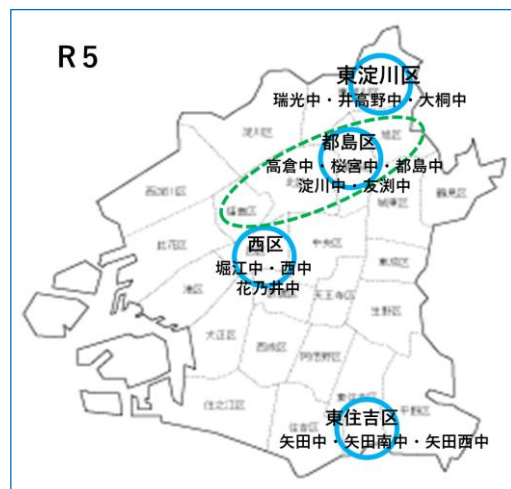 R5
東淀川区
瑞光中・井高野中・大桐中
淀川区
旭区
都島区
高倉中・桜宮中・都島中
淀川中・友渕中
西淀川区
福島区
城東区
鶴見区
此花区
西区
堀江中・西中
花乃井中
中央区
東成区
港区
天王寺区
生野区
大正区
西成区
阿倍野区
住之江区
住吉区
東住吉区
平野区
矢田中・矢田南中・矢田西中